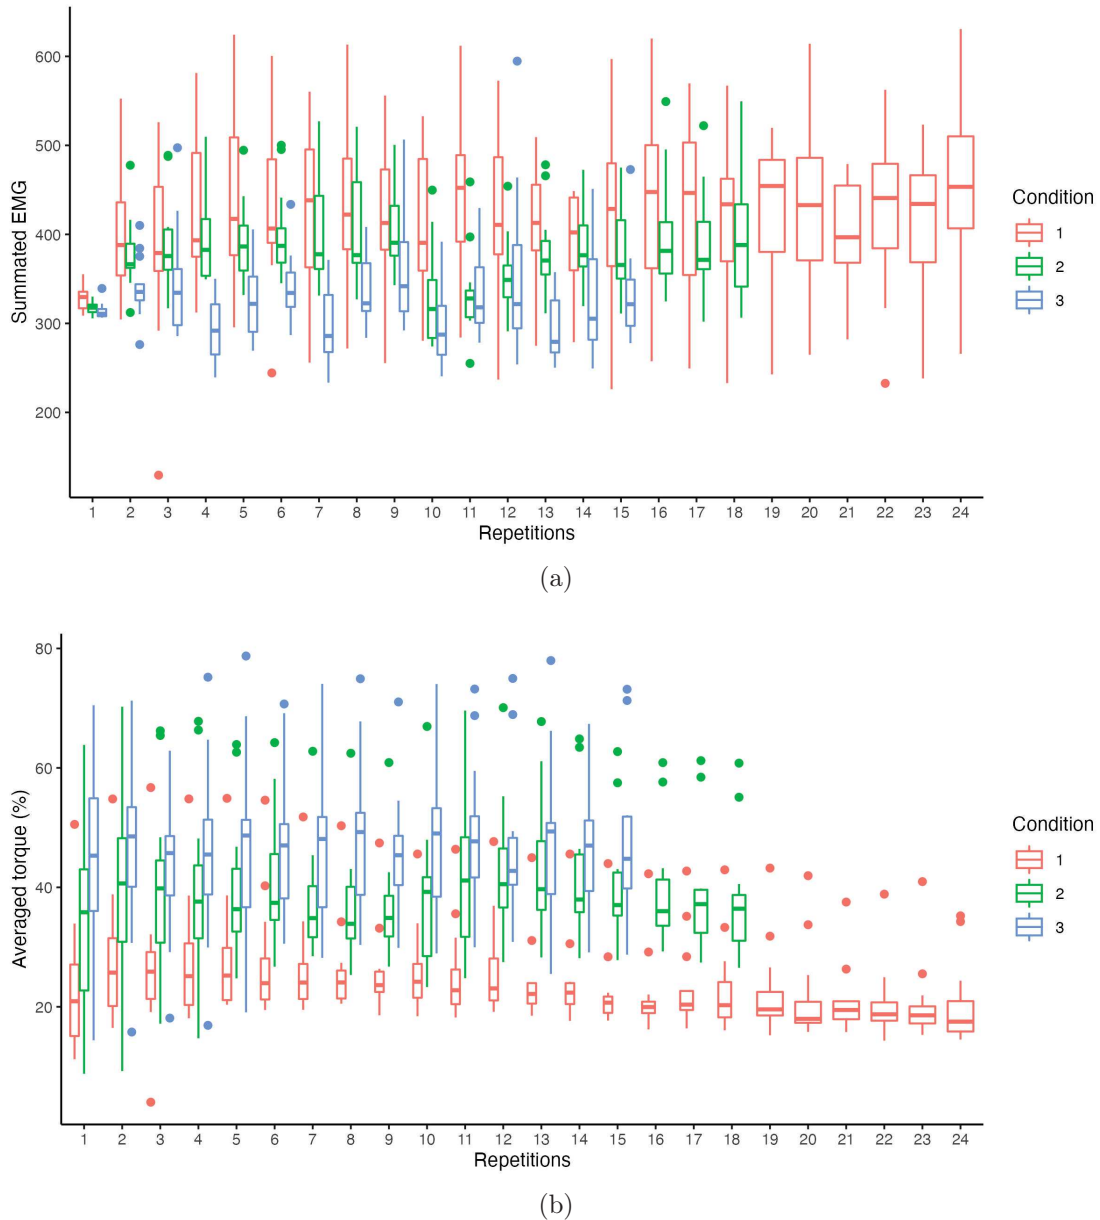 Summated EMG
600
500
400
300
200
1 2 3 4 5 6 7 8 9 10 11 12 13 14 15 16 17 18 19 20 21 22 23 24
Repetitions
Condition
1
2
3
(a)
Averaged torque (%)
80
60
40
20
1 2 3 4 5 6 7 8 9 10 11 12 13 14 15 16 17 18 19 20 21 22 23 24
Repetitions
Condition
1
2
3
(b)